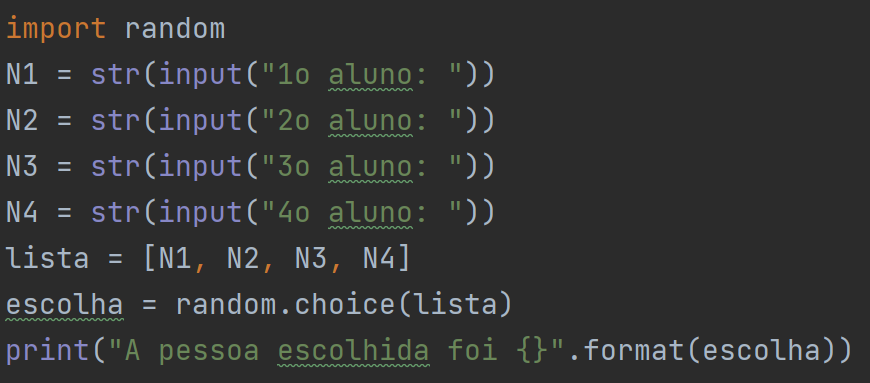 import random
N1 = str(input("1o aluno: "))
N2 = str(input("2o aluno: "))
N3 = str(input("3o aluno: "))
N4 = str(input("4o aluno: "))
lista = [N1, N2, N3, N4]
escolha = random.choice(lista)
print("A pessoa escolhida foi {}".format(escolha))